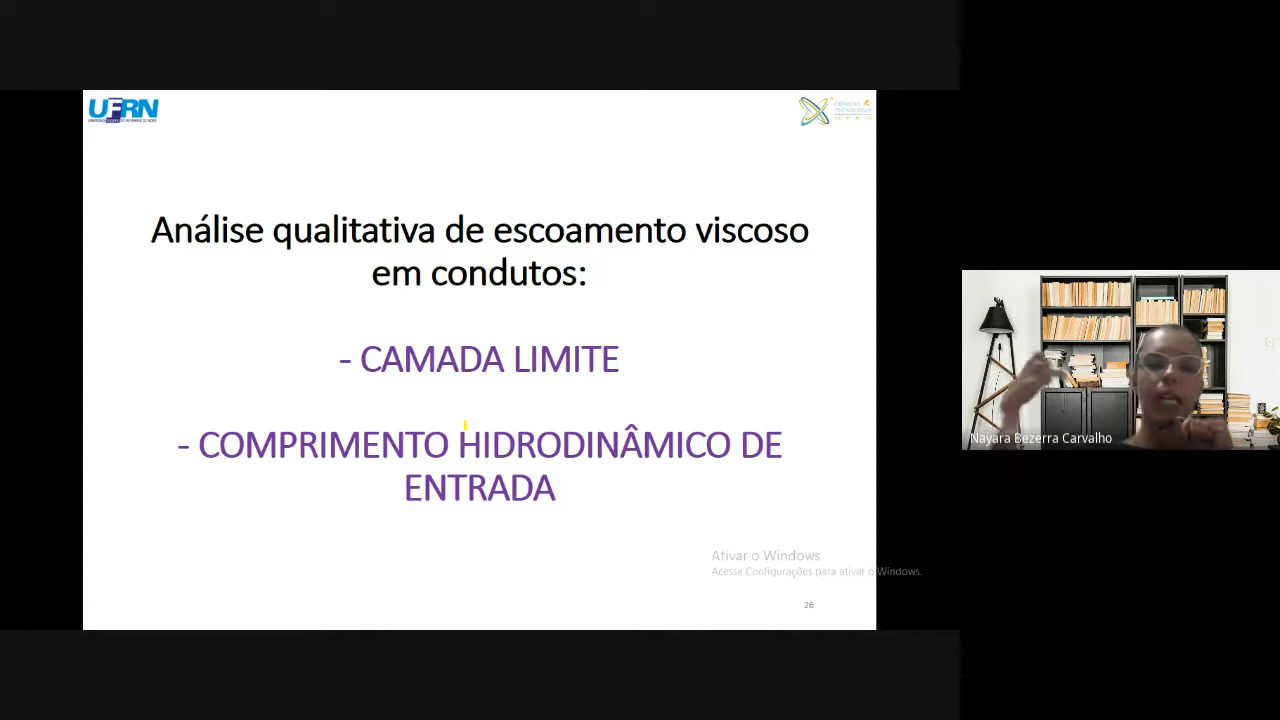 UFRN
CIÊNCIAS &
TECNOLOGIA
UFRN
Análise qualitativa de escoamento viscoso
em condutos:
- CAMADA LIMITE
- COMPRIMENTO HIDRODINÂMICO DE
ENTRADA
Ativar o Windows
Acesse Configurações para ativar o Windows.
26
Nayara Bezerra Carvalho